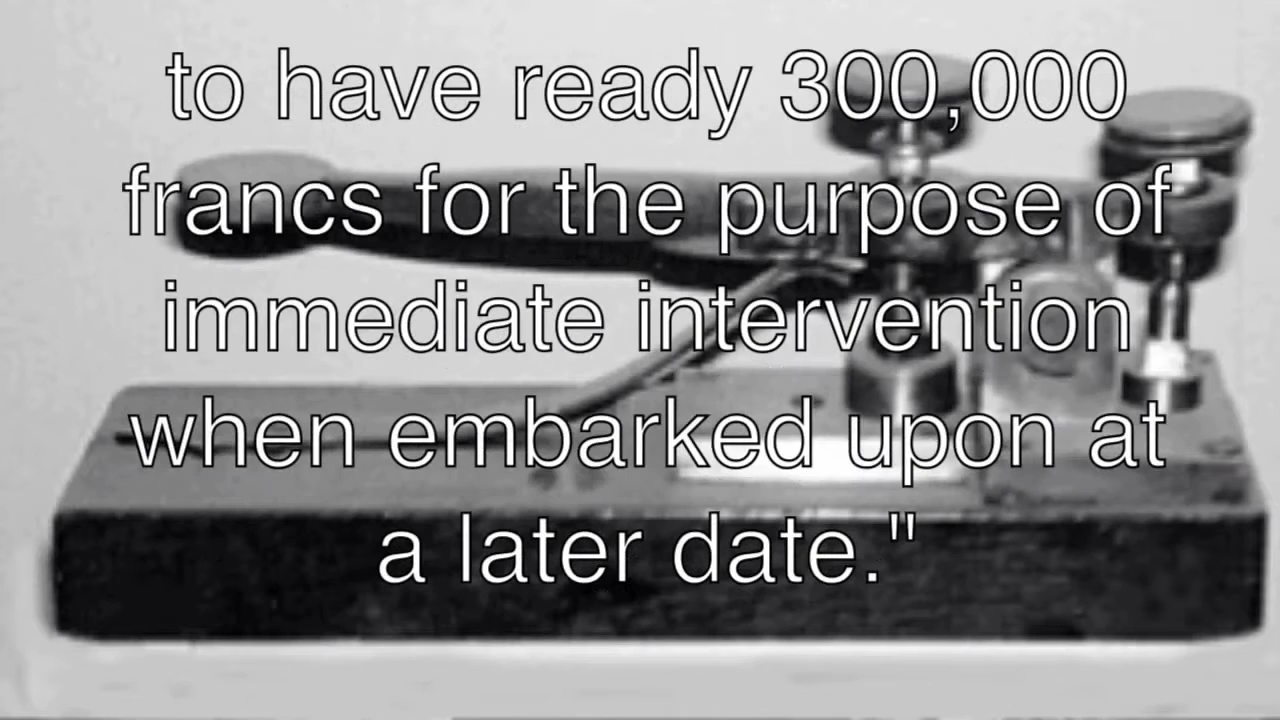 to have ready 300,000
francs for the purpose of
immediate intervention
when embarked upon at
a later date."